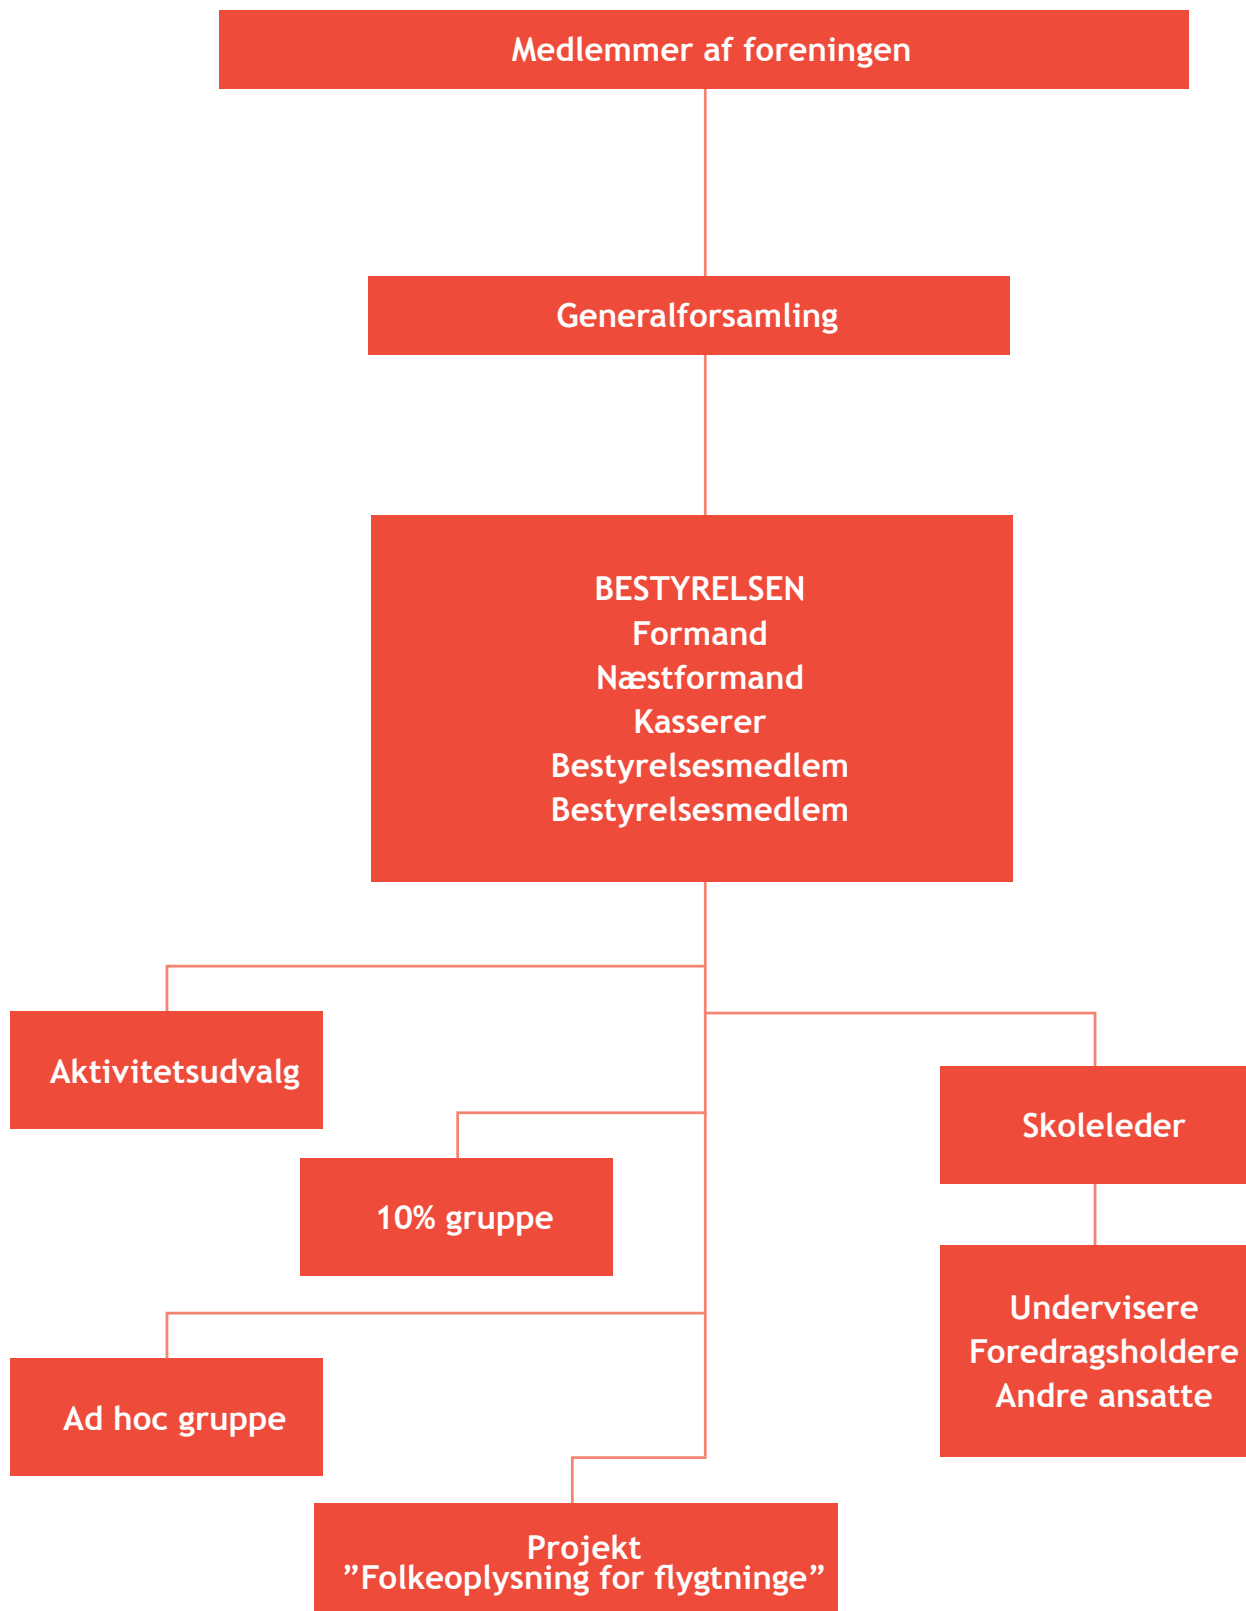 Medlemmer af foreningen
Generalforsamling
BESTYRELSEN
Formand
Næstformand
Kasserer
Bestyrelsesmedlem
Bestyrelsesmedlem
Aktivitetsudvalg
Skoleleder
10% gruppe
Undervisere
Foredragsholdere
Andre ansatte
Ad hoc gruppe
Projekt
”Folkeoplysning for flygtninge”